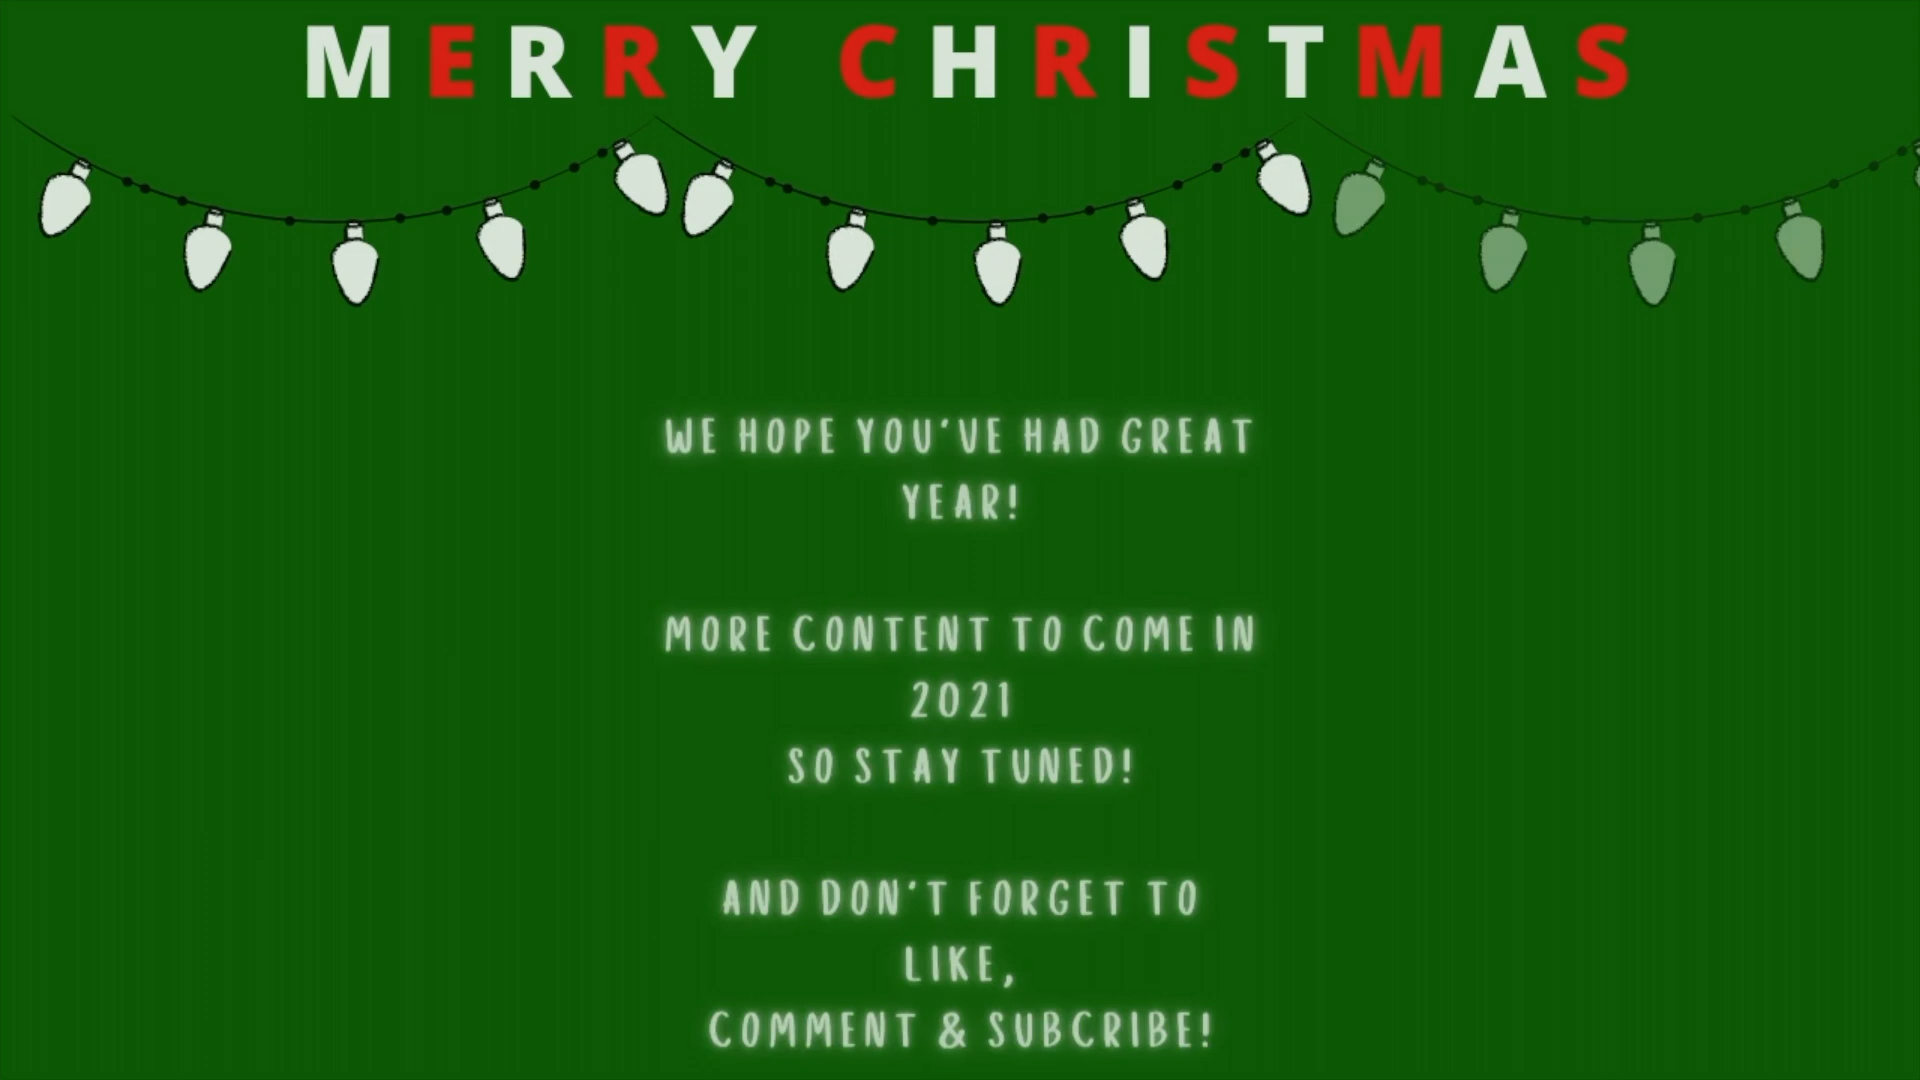 MERRY CHRISTMAS
WE HOPE YOU'VE HAD GREAT
YEAR!
MORE CONTENT TO COME IN
2021
SO STAY TUNED!
AND DON'T FORGET TO
LIKE,
COMMENT & SUBCRIBE!